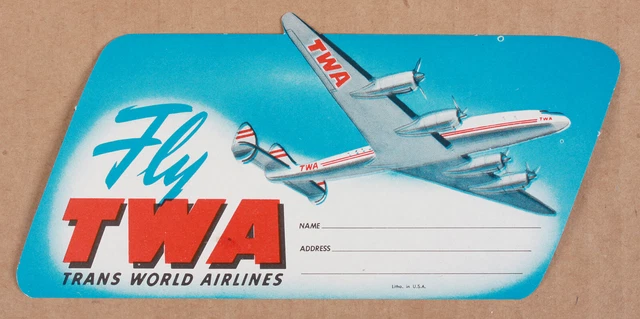 TWA
Fly
TWA
TWA
TWA
TRANS WORLD AIRLINES
NAME
ADDRESS
Litho. in U.S.A.